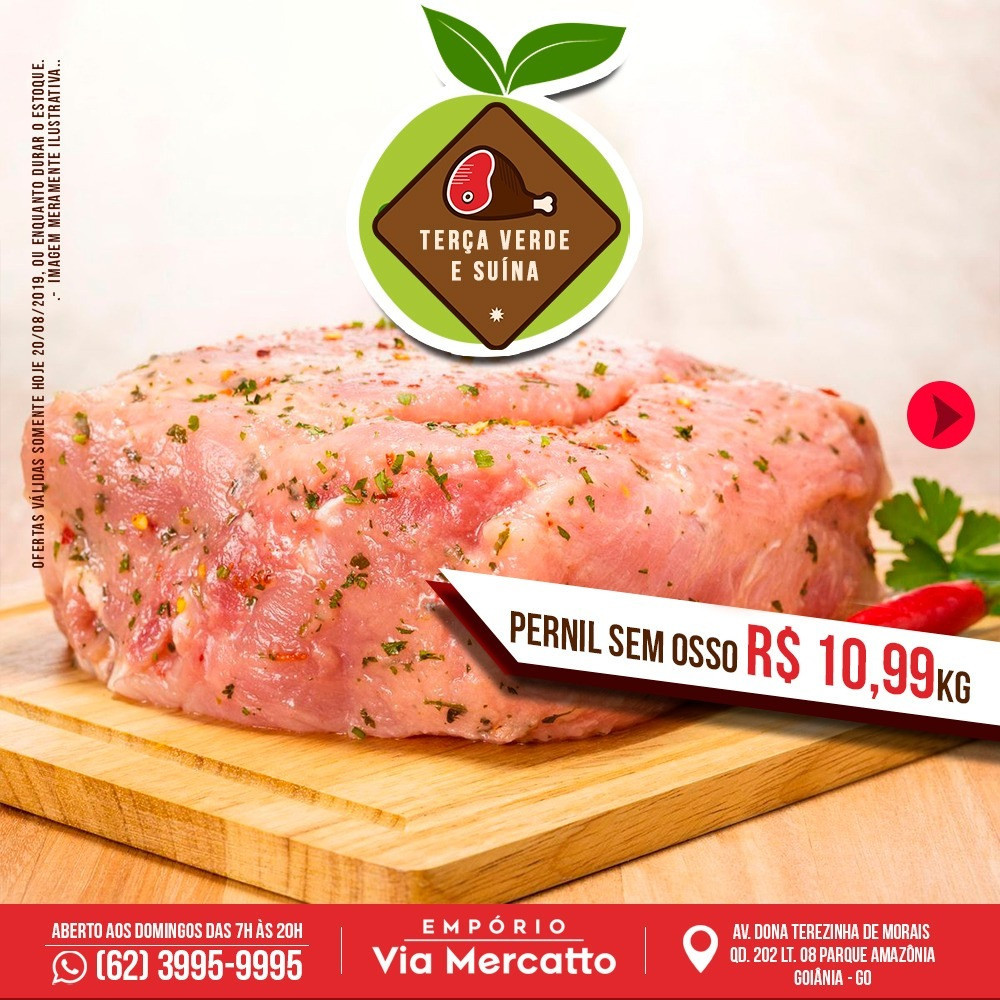 OFERTAS VÁLIDAS SOMENTE HOJE 20/08/2019, OU ENQUANTO DURAR O ESTOQUE.
.- IMAGEM MERAMENTE ILUSTRATIVA..
TERÇA VERDE
E SUÍNA
PERNIL SEM OSSO R$ 10,99KG
ABERTO AOS DOMINGOS DAS 7H ÀS 20H
(62) 3995-9995
EMPÓRIO
Via Mercatto
AV. DONA TEREZINHA DE MORAIS
QD. 202 LT. 08 PARQUE AMAZÔNIA
GOIÂNIA - GO